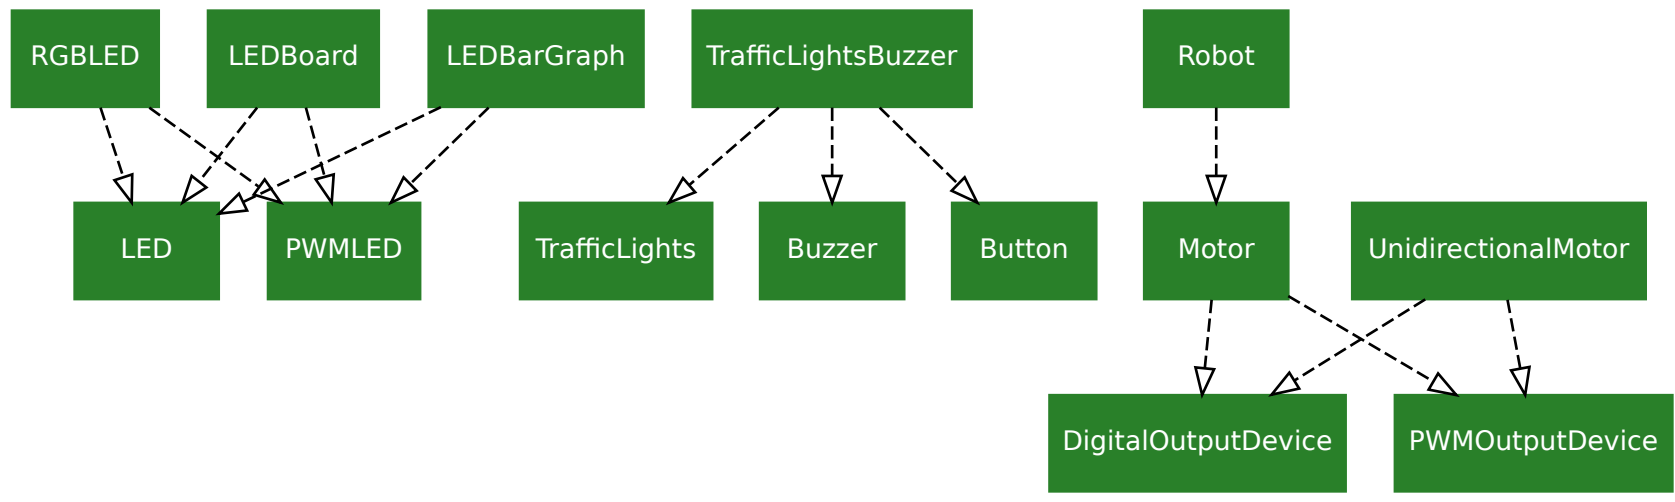 RGBLED
LEDBoard
LEDBarGraph
TrafficLightsBuzzer
Robot
LED
PWMLED
TrafficLights
Buzzer
Button
Motor
UnidirectionalMotor
DigitalOutputDevice
PWMOutputDevice